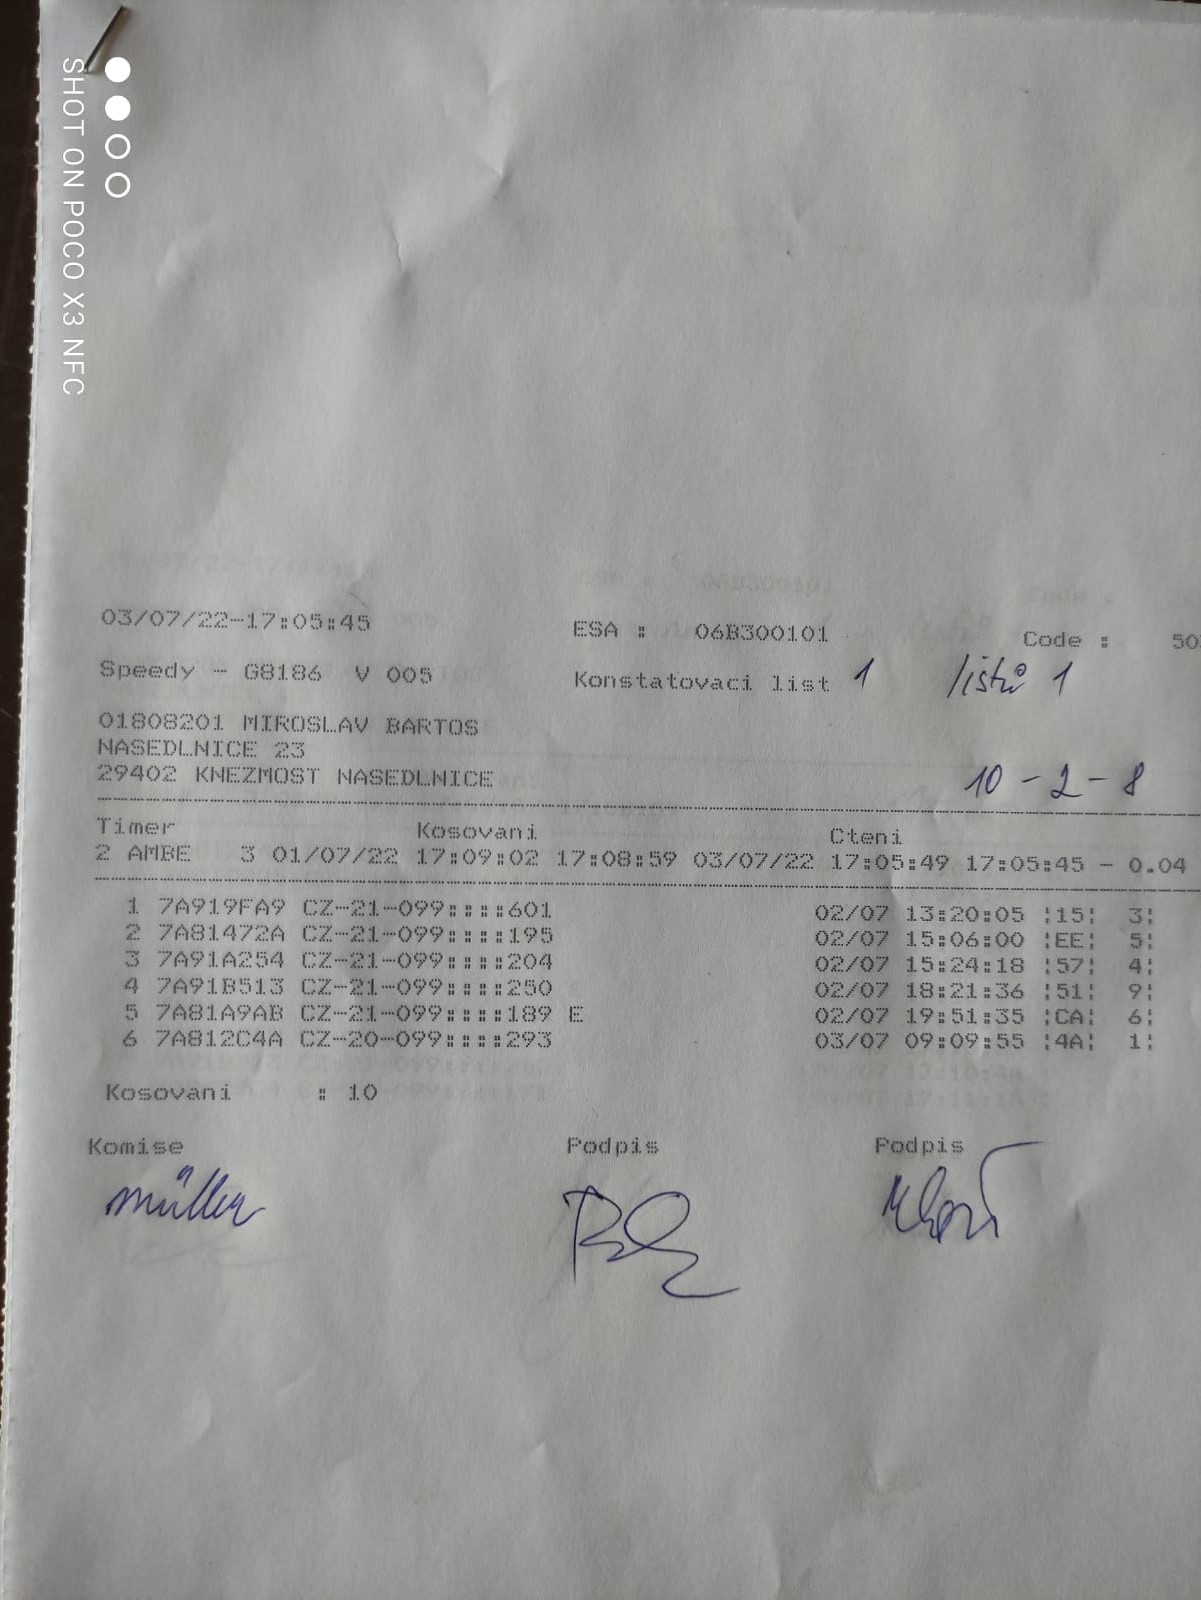 SHOT ON POCO X3 NFC
03/07/22-17:05:45 ESA : 06B300101 Code : 50
Speedy - G8186 V 005 Konstatovaci list 1 listů 1
01808201 MIROSLAV BARTOS
NASEDLNICE 23
29402 KNEZMOST NASEDLNICE 10-2-8
Timer Kosovani Cteni
2 AMBE 3 01/07/22 17:09:02 17:08:59 03/07/22 17:05:49 17:05:45 - 0.04
1 7A919FA9 CZ-21-099::::601 02/07 13:20:05 ¦15¦ 3¦
2 7A81472A CZ-21-099::::195 02/07 15:06:00 ¦EE¦ 5¦
3 7A91A254 CZ-21-099::::204 02/07 15:24:18 ¦57¦ 4¦
4 7A91B513 CZ-21-099::::250 02/07 18:21:36 ¦51¦ 9¦
5 7A81A9AB CZ-21-099::::189 E 02/07 19:51:35 ¦CA¦ 6¦
6 7A812C4A CZ-20-099::::293 03/07 09:09:55 ¦4A¦ 1¦
Kosovani : 10
Komise Podpis Podpis
Müller